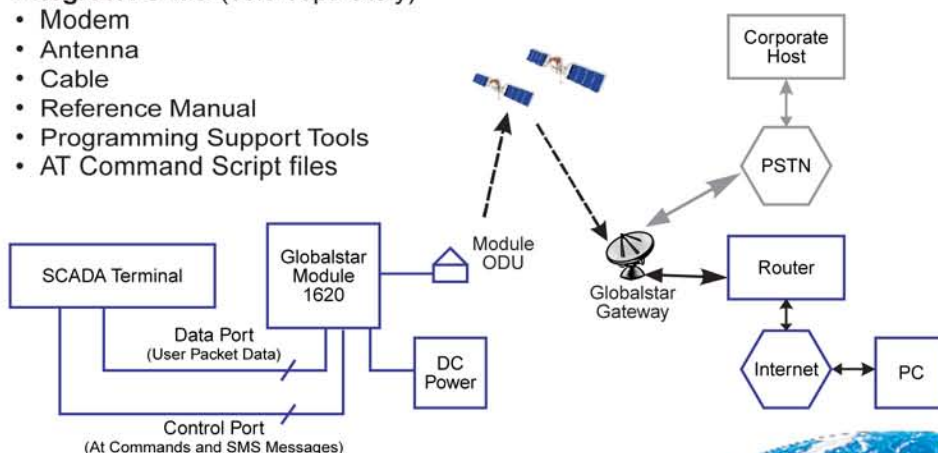 • Modem
• Antenna
• Cable
• Reference Manual
• Programming Support Tools
• AT Command Script files
Corporate
Host
PSTN
SCADA Terminal
Globalstar
Module
1620
Module
ODU
Globalstar
Gateway
Router
Data Port
(User Packet Data)
DC
Power
Internet
PC
Control Port
(At Commands and SMS Messages)